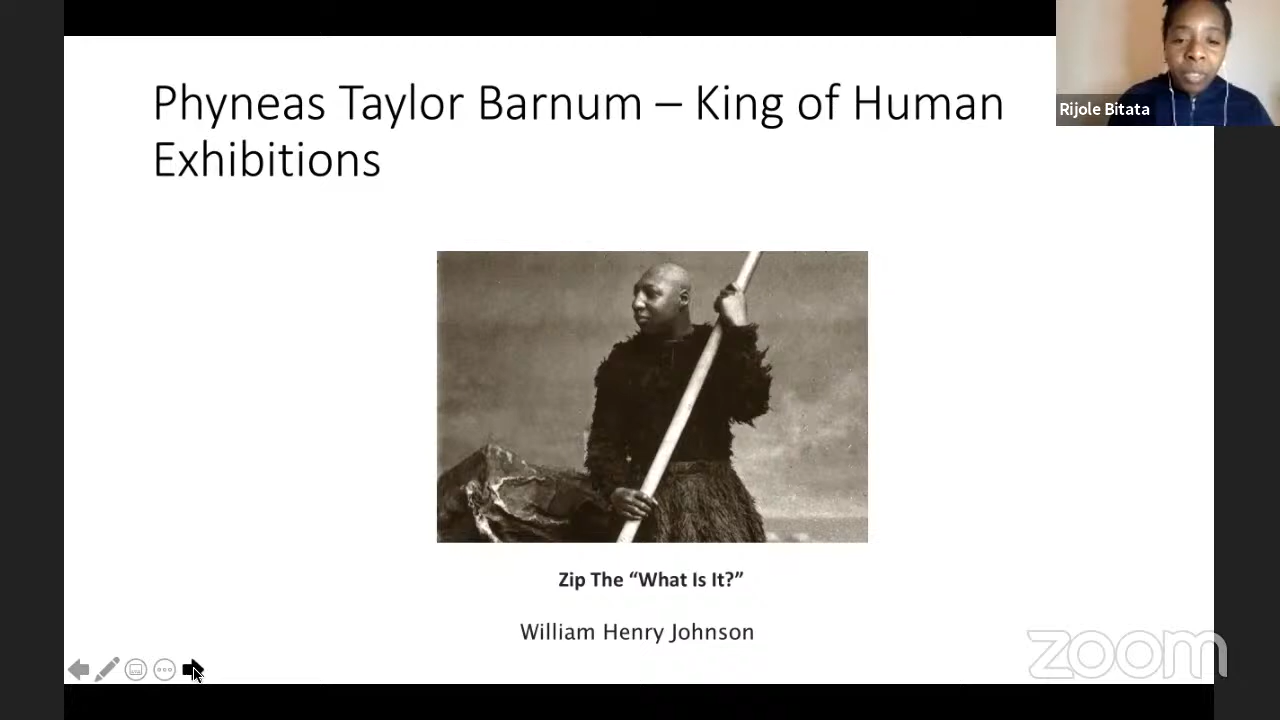 Phyneas Taylor Barnum – King of Human
Exhibitions
Rijole Bitata
Zip The “What Is It?”
William Henry Johnson
zoom